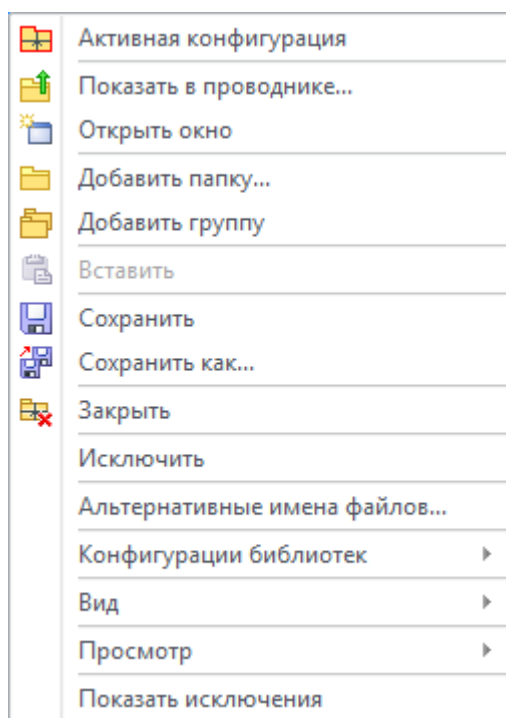 Активная конфигурация
Показать в проводнике...
Открыть окно
Добавить папку...
Добавить группу
Вставить
Сохранить
Сохранить как...
Закрыть
Исключить
Альтернативные имена файлов...
Конфигурации библиотек
Вид
Просмотр
Показать исключения